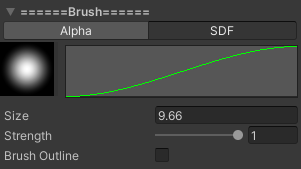 ======Brush======
Alpha SDF
Size 9.66
Strength 1
Brush Outline